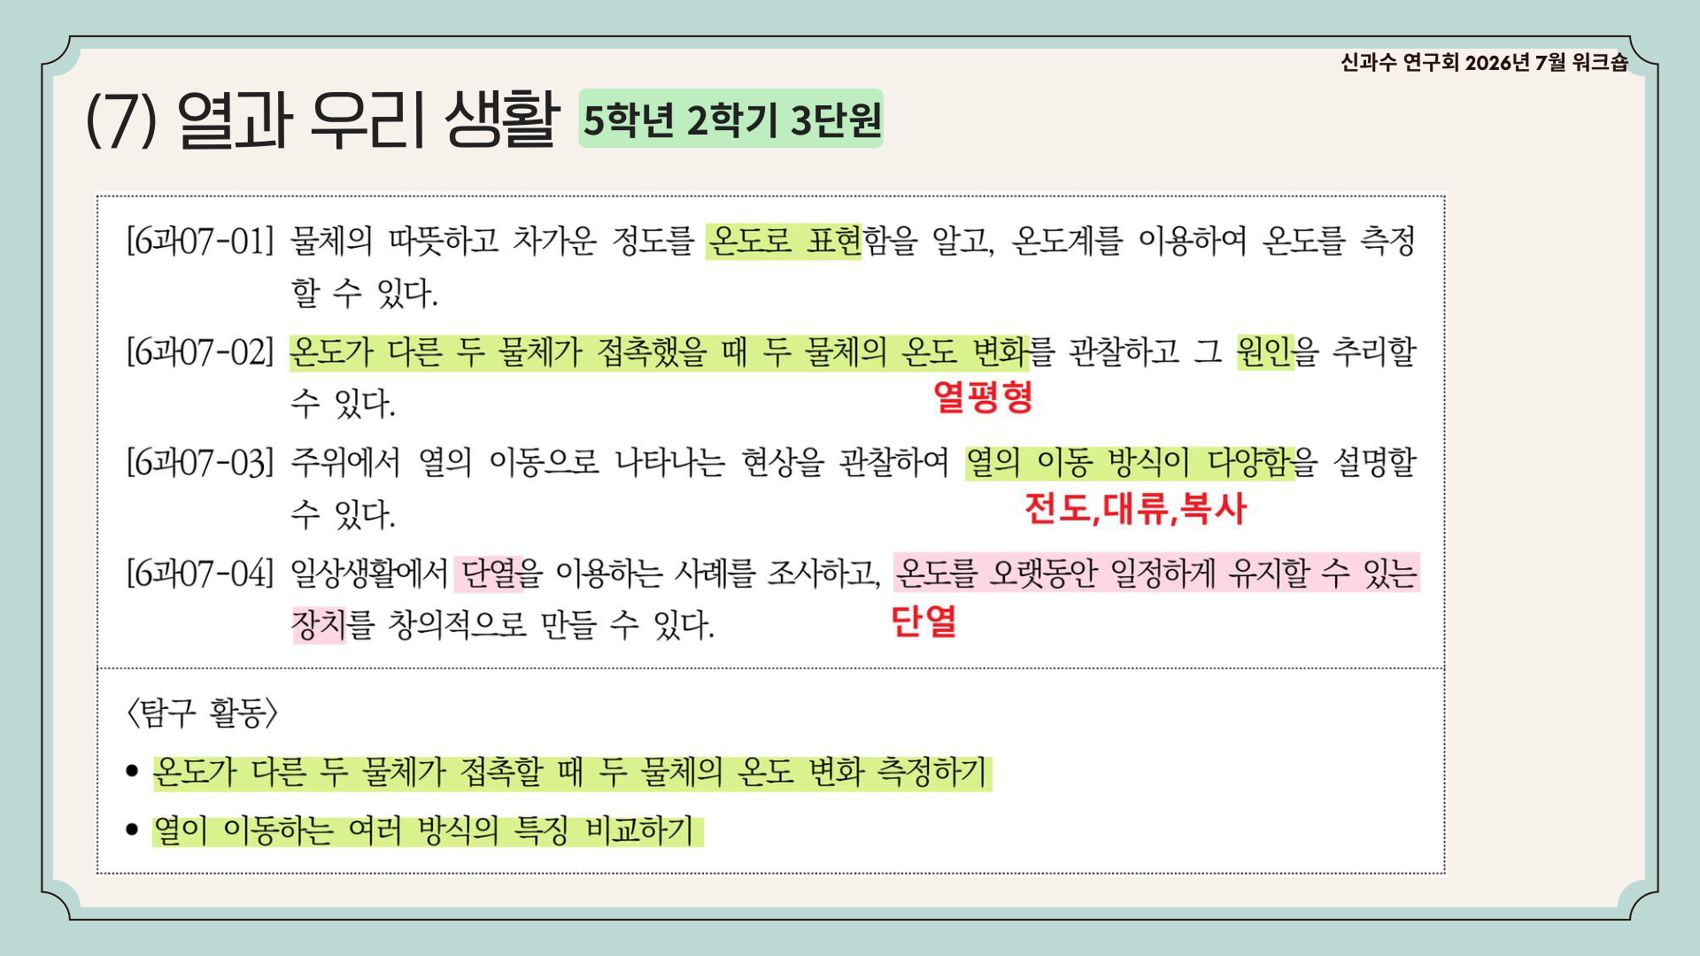 신과수 연구회 2026년 7월 워크숍
(7) 열과 우리 생활 5학년 2학기 3단원
[6과07-01] 물체의 따뜻하고 차가운 정도를 온도로 표현함을 알고, 온도계를 이용하여 온도를 측정
할 수 있다.
[6과07-02] 온도가 다른 두 물체가 접촉했을 때 두 물체의 온도 변화를 관찰하고 그 원인을 추리할
수 있다.
열평형
[6과07-03] 주위에서 열의 이동으로 나타나는 현상을 관찰하여 열의 이동 방식이 다양함을 설명할
수 있다.
전도,대류,복사
[6과07-04] 일상생활에서 단열을 이용하는 사례를 조사하고, 온도를 오랫동안 일정하게 유지할 수 있는
장치를 창의적으로 만들 수 있다.
단열
〈탐구 활동〉
• 온도가 다른 두 물체가 접촉할 때 두 물체의 온도 변화 측정하기
• 열이 이동하는 여러 방식의 특징 비교하기